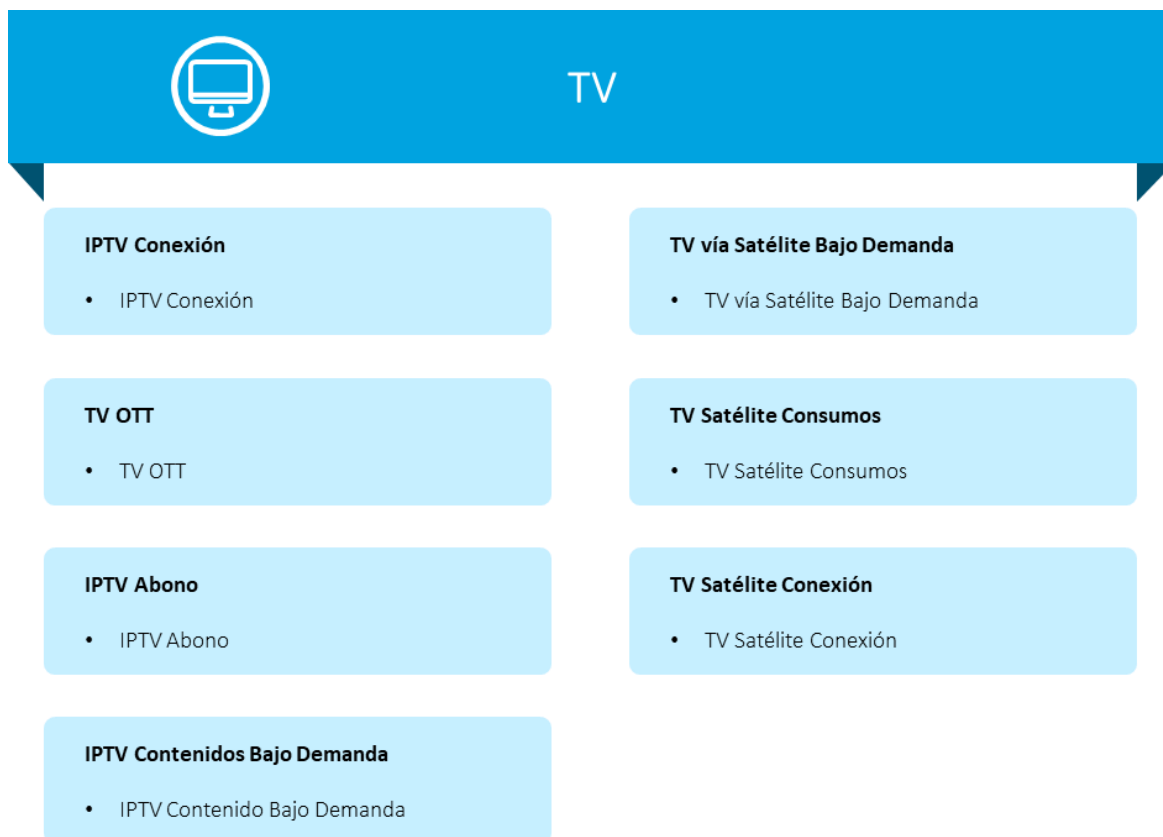 TV
IPTV Conexión
• IPTV Conexión
TV OTT
• TV OTT
IPTV Abono
• IPTV Abono
IPTV Contenidos Bajo Demanda
• IPTV Contenido Bajo Demanda
TV vía Satélite Bajo Demanda
• TV vía Satélite Bajo Demanda
TV Satélite Consumos
• TV Satélite Consumos
TV Satélite Conexión
• TV Satélite Conexión